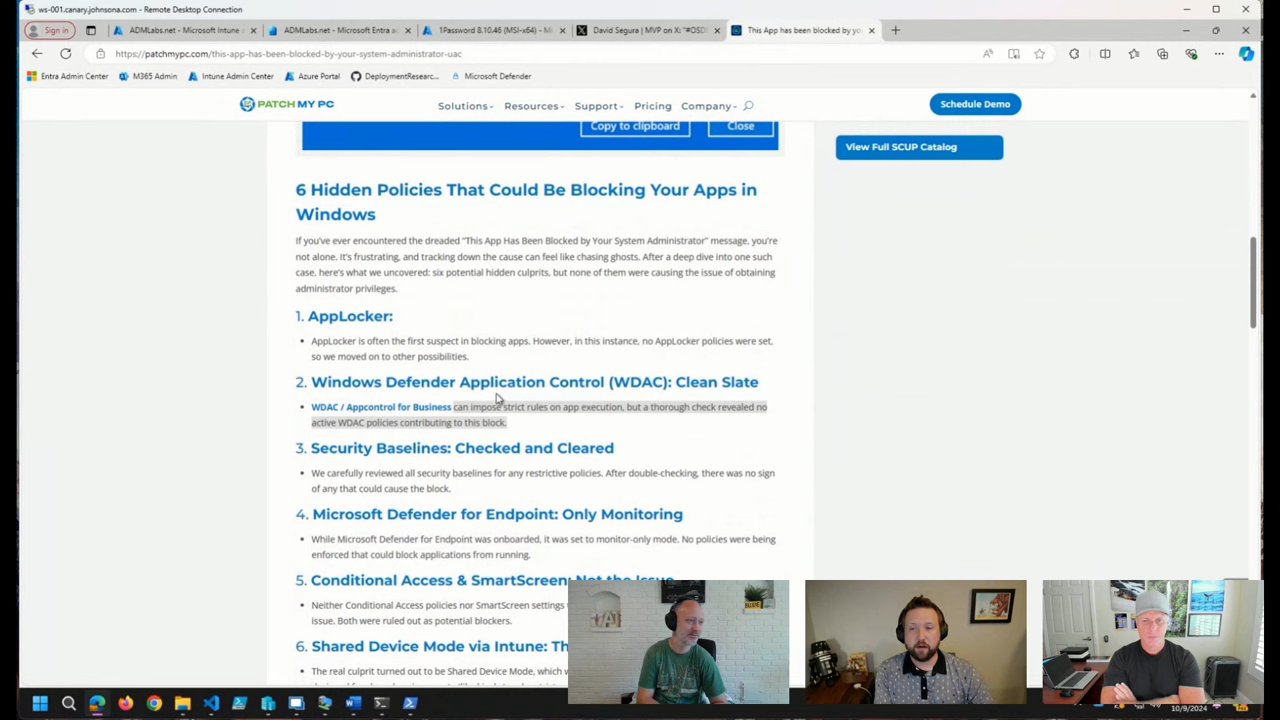 ws-001.canary.johnsona.com - Remote Desktop Connection
Sign in
ADMLabs.net - Microsoft Intune
ADMLabs.net - Microsoft Entra a
1Password 8.10.46 (MSI-x64) - M
David Segura | MVP on X: "#OSD
This App has been blocked by yo
https://patchmypc.com/this-app-has-been-blocked-by-your-system-administrator-uac
Entra Admin Center
M365 Admin
Intune Admin Center
Azure Portal
DeploymentResearc...
Microsoft Defender
PATCH MY PC
Solutions
Resources
Support
Pricing
Company
Schedule Demo
Copy to clipboard
Close
View Full SCUP Catalog
6 Hidden Policies That Could Be Blocking Your Apps in
Windows
If you've ever encountered the dreaded "This App Has Been Blocked by Your System Administrator" message, you're
not alone. It's frustrating, and tracking down the cause can feel like chasing ghosts. After a deep dive into one such
case, here's what we uncovered: six potential hidden culprits, but none of them were causing the issue of obtaining
administrator privileges.
1. AppLocker:
AppLocker is often the first suspect in blocking apps. However, in this instance, no AppLocker policies were set,
so we moved on to other possibilities.
2. Windows Defender Application Control (WDAC): Clean Slate
WDAC / Appcontrol for Business can impose strict rules on app execution, but a thorough check revealed no
active WDAC policies contributing to this block.
3. Security Baselines: Checked and Cleared
We carefully reviewed all security baselines for any restrictive policies. After double-checking, there was no sign
of any that could cause the block.
4. Microsoft Defender for Endpoint: Only Monitoring
While Microsoft Defender for Endpoint was onboarded, it was set to monitor-only mode. No policies were being
enforced that could block applications from running.
5. Conditional Access & SmartScreen: Not the Issue
Neither Conditional Access policies nor SmartScreen settings
issue. Both were ruled out as potential blockers.
6. Shared Device Mode via Intune: Th
The real culprit turned out to be Shared Device Mode, which
10/9/2024